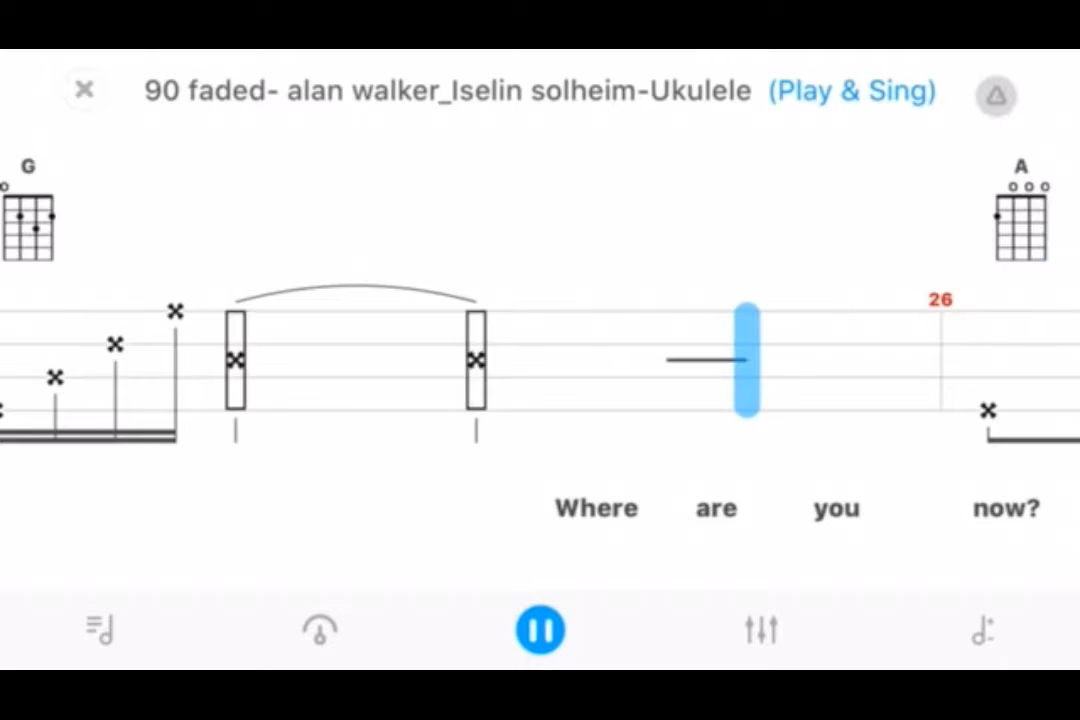 90 faded- alan walker_Iselin solheim-Ukulele (Play & Sing)
G
A
26
Where are you now?